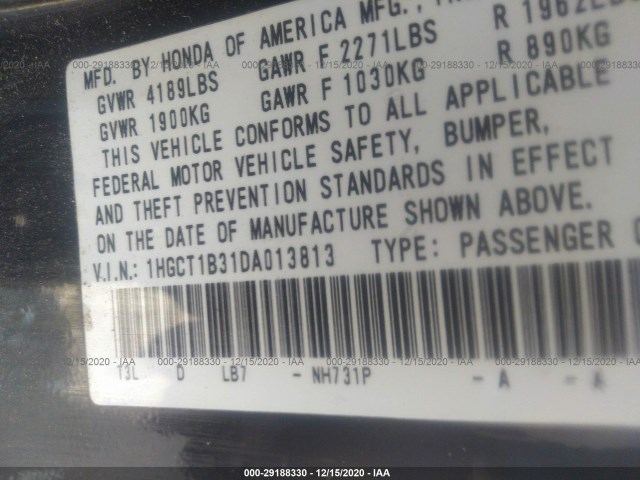 MFD. BY HONDA OF AMERICA MFG.,
GVWR 4189LBS GAWR F 2271LBS R 1962LB
GVWR 1900KG GAWR F 1030KG R 890KG
THIS VEHICLE CONFORMS TO ALL APPLICABLE
FEDERAL MOTOR VEHICLE SAFETY, BUMPER,
AND THEFT PREVENTION STANDARDS IN EFFECT
ON THE DATE OF MANUFACTURE SHOWN ABOVE.
V.I.N.: 1HGCT1B31DA013813 TYPE: PASSENGER
T3L D LB7 - NH731P - A - A
000-29188330 - 12/15/2020 - IAA